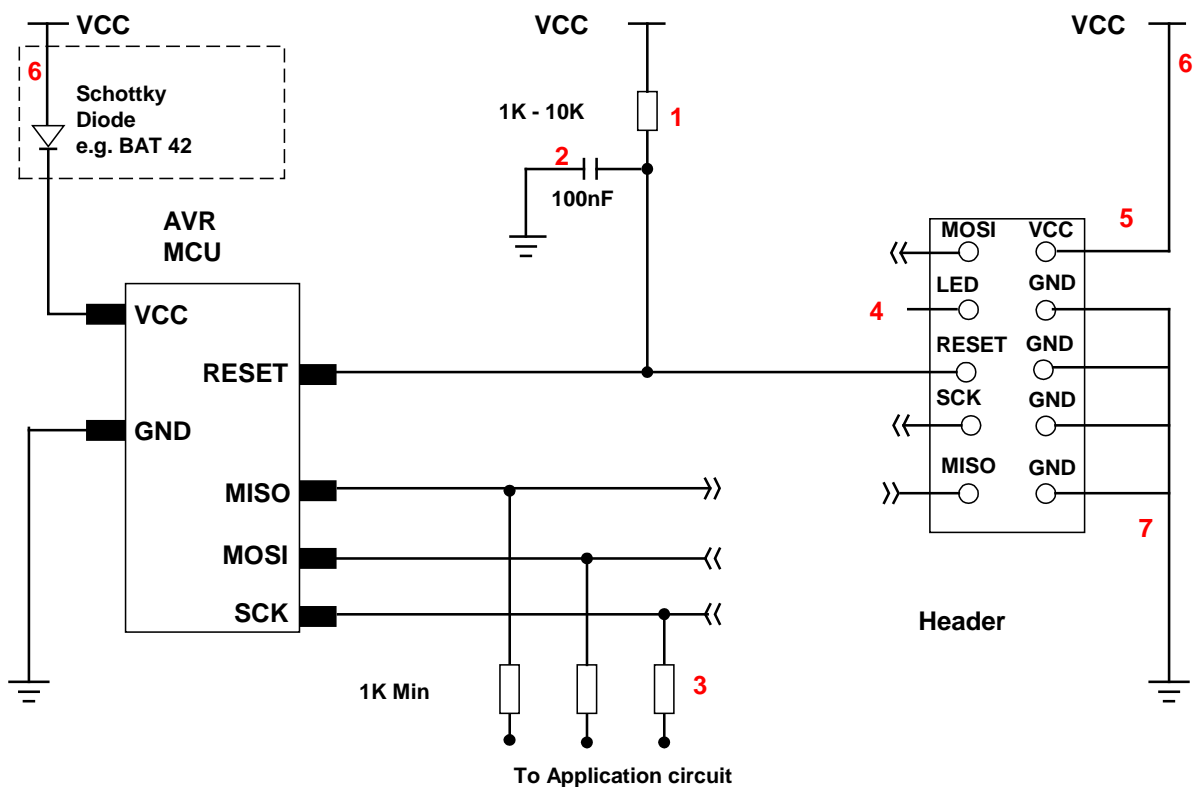 VCC
VCC
VCC
6
6
Schottky
Diode
e.g. BAT 42
1K - 10K
1
2
100nF
AVR
MCU
5
MOSI
VCC
LED
GND
4
VCC
RESET
RESET
GND
SCK
GND
GND
MISO
GND
MISO
7
MOSI
SCK
Header
1K Min
3
To Application circuit